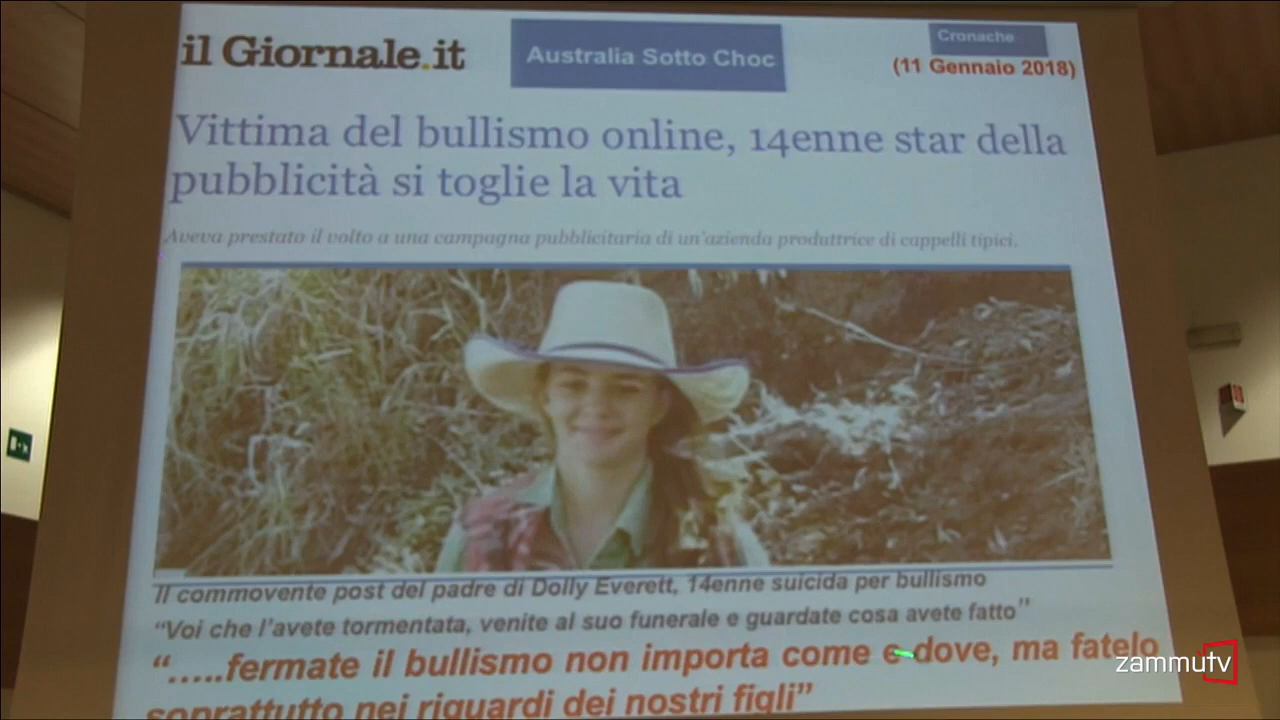 il Giornale.it
Australia Sotto Choc
Cronache
(11 Gennaio 2018)
Vittima del bullismo online, 14enne star della
pubblicità si toglie la vita
Aveva prestato il volto a una campagna pubblicitaria di un'azienda produttrice di cappelli tipici.
Il commovente post del padre di Dolly Everett, 14enne suicida per bullismo
“Voi che l'avete tormentata, venite al suo funerale e guardate cosa avete fatto”
“…..fermate il bullismo non importa come e dove, ma fatelo
soprattutto nei riguardi dei nostri figli”
zammuTV